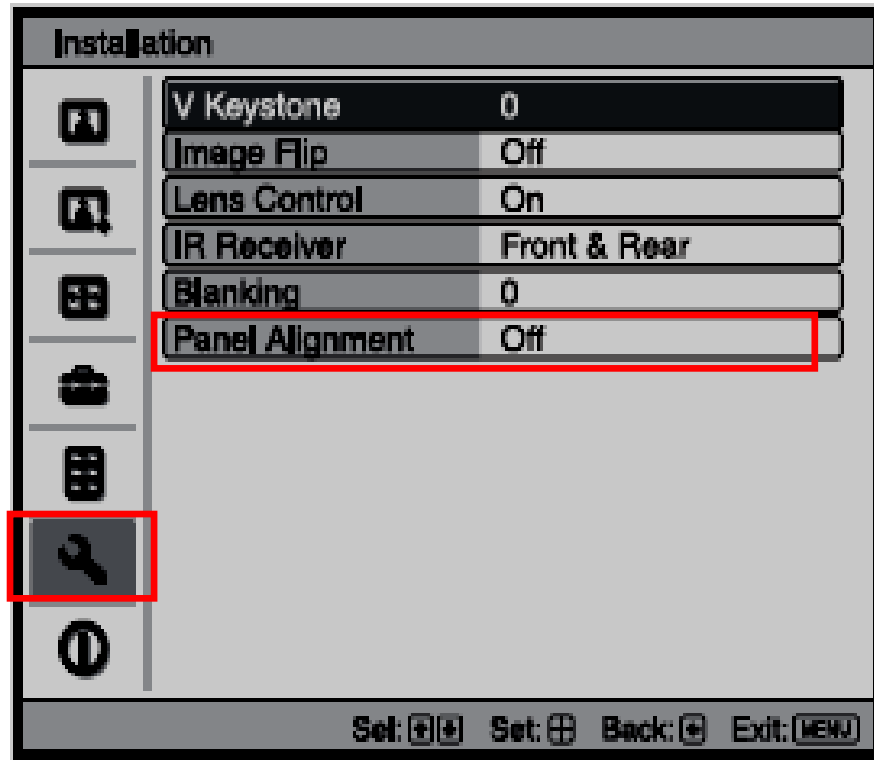 Installation
V Keystone 0
Image Flip Off
Lens Control On
IR Receiver Front & Rear
Blanking 0
Panel Alignment Off
Sel: Set: Back: Exit: MENU